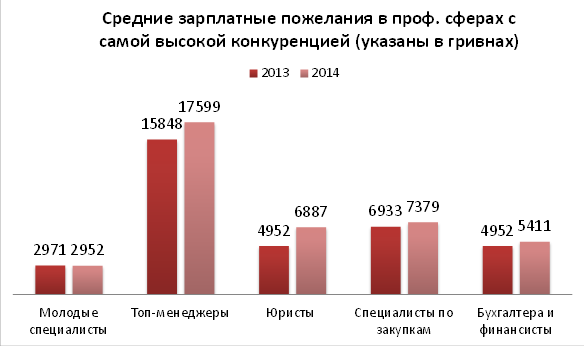 Средние зарплатные пожелания в проф. сферах с
самой высокой конкуренцией (указаны в гривнах)
2013 2014
2971 2952 15848 17599 4952 6887 6933 7379 4952 5411
Молодые Топ-менеджеры Юристы Специалисты по Бухгалтера и
специалисты закупкам финансисты